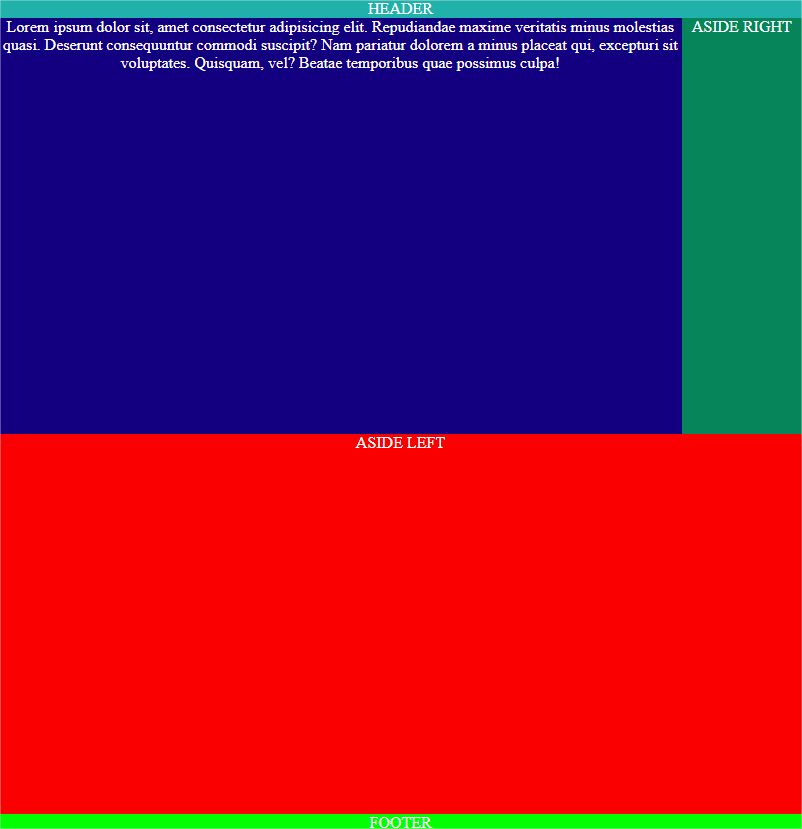 HEADER
Lorem ipsum dolor sit, amet consectetur adipisicing elit. Repudiandae maxime veritatis minus molestias
quasi. Deserunt consequuntur commodi suscipit? Nam pariatur dolorem a minus placeat qui, excepturi sit
voluptates. Quisquam, vel? Beatae temporibus quae possimus culpa!
ASIDE RIGHT
ASIDE LEFT
FOOTER